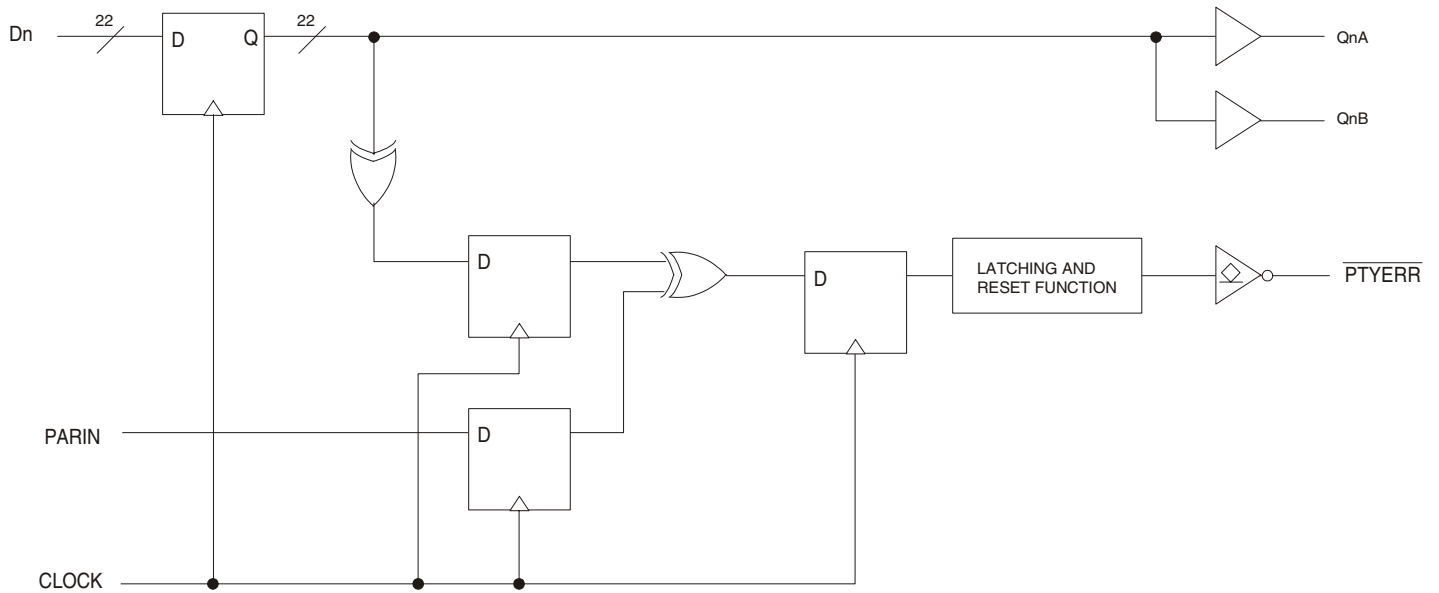 Dn
22
D
Q
22
QnA
QnB
D
D
LATCHING AND
RESET FUNCTION
PTYERR
PARIN
D
CLOCK